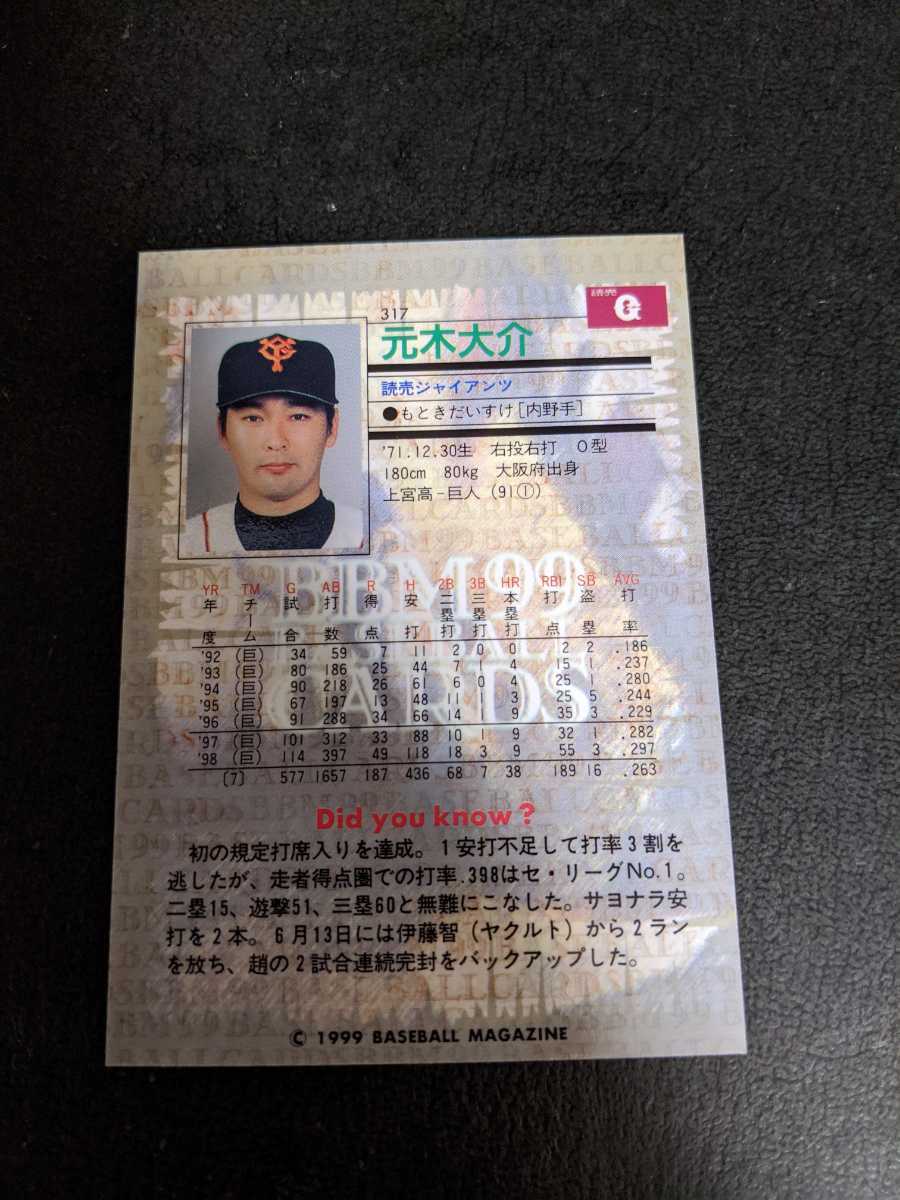 読売
G
317
元木大介
読売ジャイアンツ
●もときだいすけ[内野手]
'71.12.30生 右投右打 O型
180cm 80kg 大阪府出身
上宮高-巨人(91①)
YR TM G AB R H 2B 3B HR RBI SB AVG
年度 チーム 試合 打数 得点 安打 二塁打 三塁打 本塁打 打点 盗塁 打率
'92 (巨) 34 59 7 11 2 0 0 2 2 .186
'93 (巨) 80 186 25 44 7 1 4 15 1 .237
'94 (巨) 90 218 26 61 6 0 4 25 1 .280
'95 (巨) 67 197 13 48 11 1 3 25 5 .244
'96 (巨) 91 288 34 66 14 1 9 35 3 .229
'97 (巨) 101 312 33 88 10 1 9 32 1 .282
'98 (巨) 114 397 49 118 18 3 9 55 3 .297
(7) 577 1657 187 436 68 7 38 189 16 .263
BBM 99
BASEBALL
CARDS
Did you know?
初の規定打席入りを達成。1安打不足して打率3割を
逃したが、走者得点圏での打率.398はセ・リーグNo.1。
二塁15、遊撃51、三塁60と無難にこなした。サヨナラ安
打を2本。6月13日には伊藤智(ヤクルト)から2ラン
を放ち、趙の2試合連続完封をバックアップした。
© 1999 BASEBALL MAGAZINE